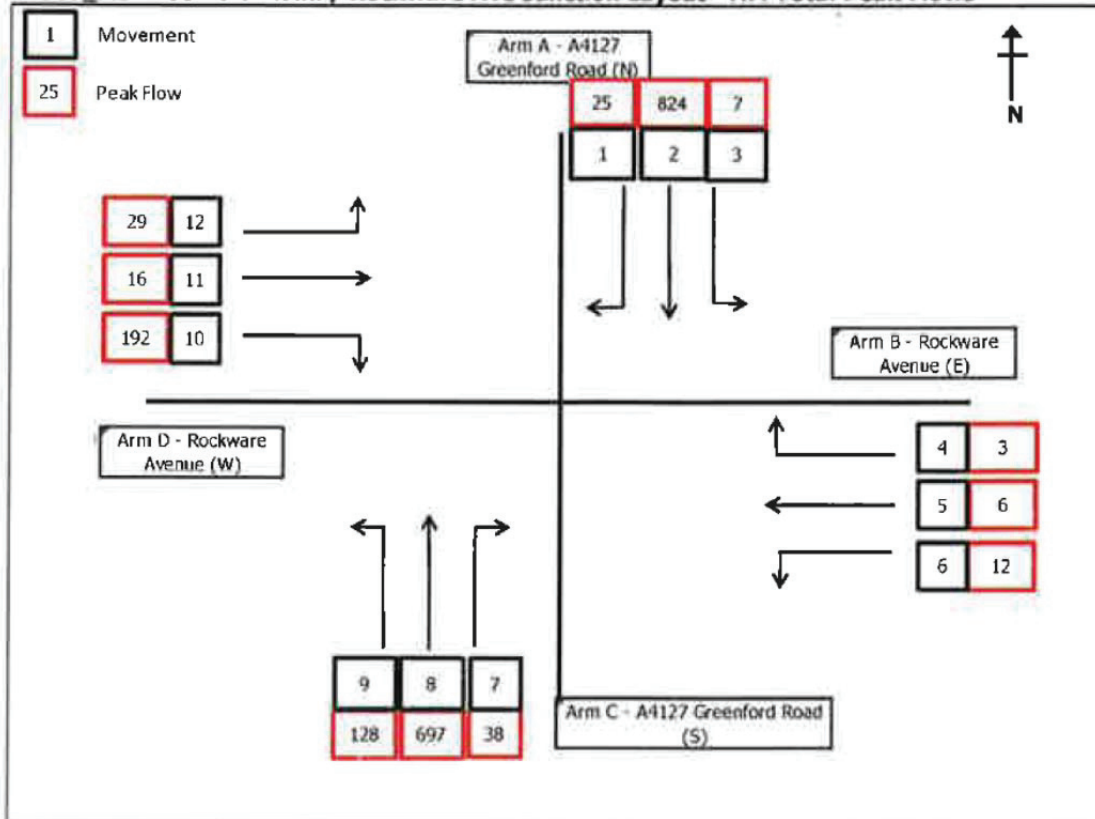 1 Movement
25 Peak Flow
Arm A - A4127
Greenford Road (N)
N
25 824 7
1 2 3
29 12
16 11
192 10
Arm B - Rockware
Avenue (E)
Arm D - Rockware
Avenue (W)
4 3
5 6
6 12
9 8 7
128 697 38
Arm C - A4127 Greenford Road
(S)